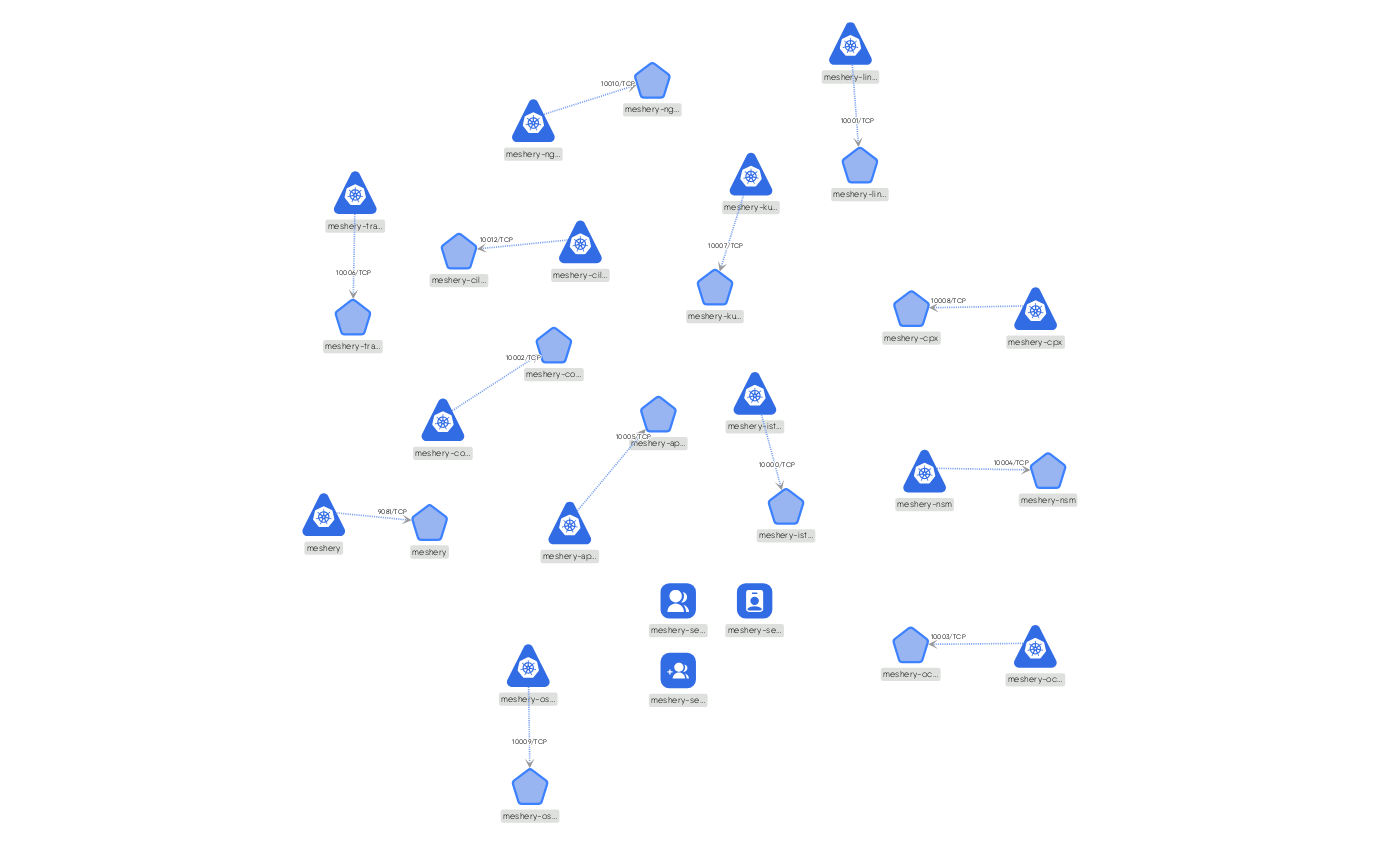 meshery-lin...
10010/TCP
meshery-ng...
10001/TCP
meshery-ng...
meshery-lin...
meshery-ku...
meshery-tra...
10012/TCP
10007/TCP
10006/TCP
meshery-cil...
meshery-cil...
10008/TCP
meshery-ku...
meshery-cpx
meshery-cpx
meshery-tra...
10002/TCP
meshery-co...
meshery-ist...
10005/TCP
meshery-ap...
meshery-co...
10000/TCP
10004/TCP
meshery-nsm
meshery-nsm
9081/TCP
meshery-ist...
meshery
meshery
meshery-ap...
meshery-se...
meshery-se...
10003/TCP
meshery-oc...
meshery-oc...
meshery-os...
meshery-se...
10009/TCP
meshery-os...